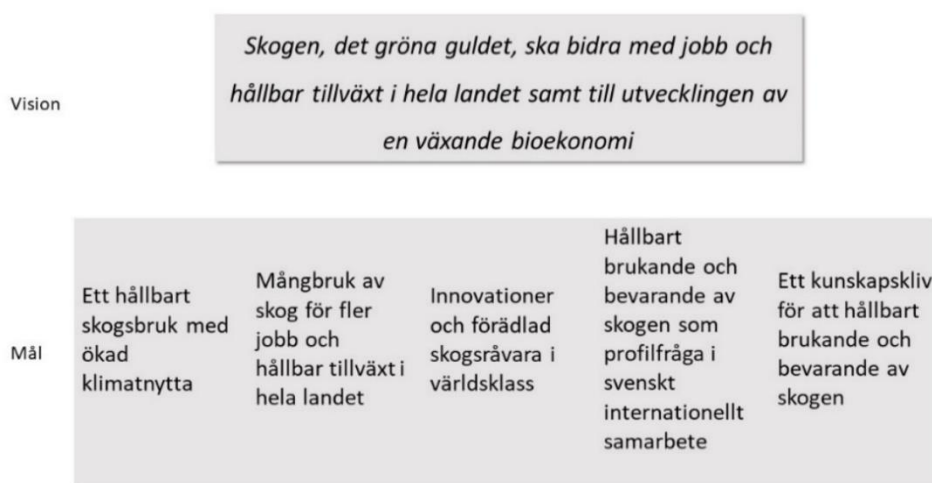 Vision
Skogen, det gröna guldet, ska bidra med jobb och
hållbar tillväxt i hela landet samt till utvecklingen av
en växande bioekonomi
Mål
Ett hållbart
skogsbruk med
ökad
klimatnytta
Mångbruk av
skog för fler
jobb och
hållbar tillväxt i
hela landet
Innovationer
och förädlad
skogsråvara i
världsklass
Hållbart
brukande och
bevarande av
skogen som
profilfråga i
svenskt
internationellt
samarbete
Ett kunskapskliv
för att hållbart
brukande och
bevarande av
skogen